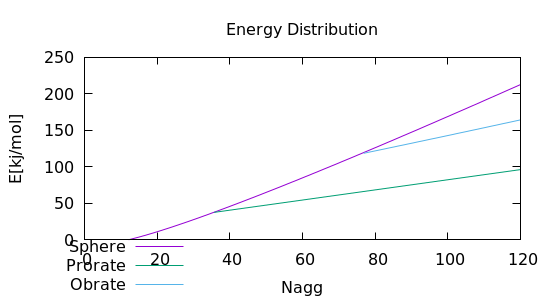 Energy Distribution
250
200
150
100
50
0
E[kj/mol]
0 20 40 60 80 100 120
Nagg
Sphere
Prorate
Obrate